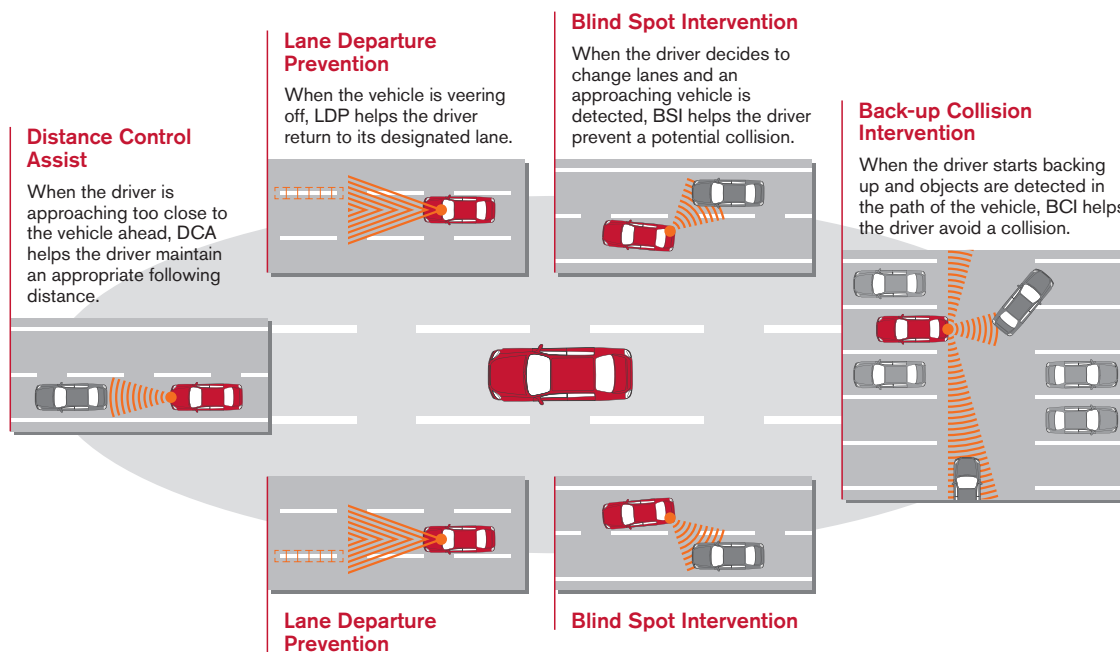 Distance Control
Assist
When the driver is
approaching too close to
the vehicle ahead, DCA
helps the driver maintain
an appropriate following
distance.
Lane Departure
Prevention
When the vehicle is veering
off, LDP helps the driver
return to its designated lane.
Blind Spot Intervention
When the driver decides to
change lanes and an
approaching vehicle is
detected, BSI helps the driver
prevent a potential collision.
Back-up Collision
Intervention
When the driver starts backing
up and objects are detected in
the path of the vehicle, BCI helps
the driver avoid a collision.
Lane Departure
Prevention
Blind Spot Intervention